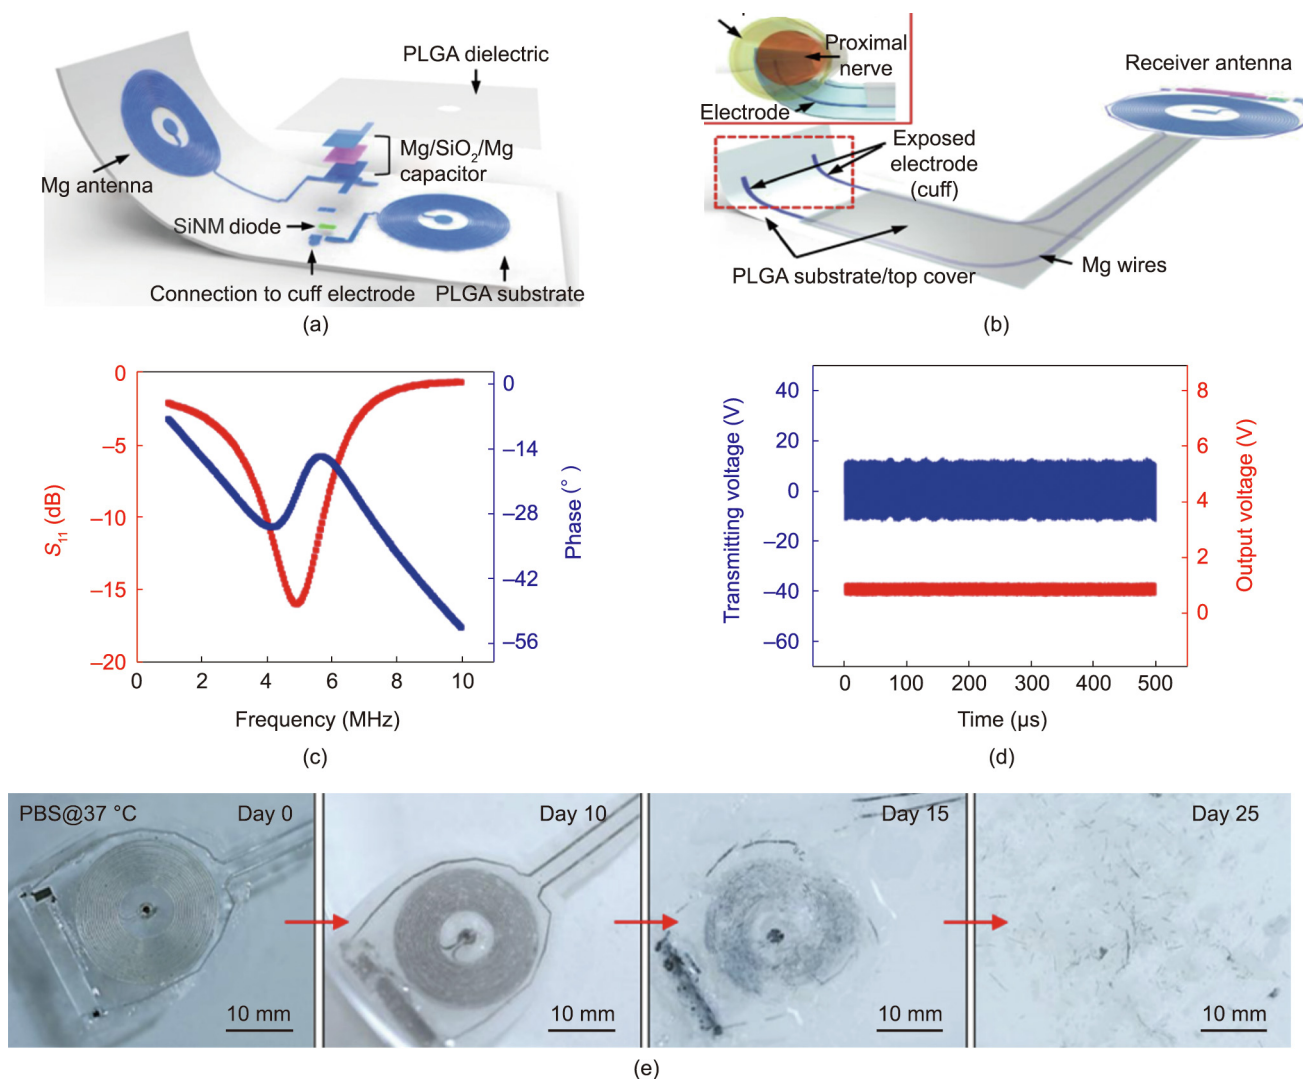 PLGA dielectric
Mg/SiO2/Mg
capacitor
Mg antenna
SiNM diode
Connection to cuff electrode
PLGA substrate
(a)
Proximal
nerve
Electrode
Receiver antenna
Exposed
electrode
(cuff)
PLGA substrate/top cover
Mg wires
(b)
S11 (dB)
0
–5
–10
–15
–20
0
–14
–28
–42
–56
Phase (°)
0
2
4
6
8
10
Frequency (MHz)
(c)
Transmitting voltage (V)
40
20
0
–20
–40
–60
8
6
4
2
0
Output voltage (V)
0
100
200
300
400
500
Time (μs)
(d)
PBS@37 °C
Day 0
10 mm
Day 10
10 mm
Day 15
10 mm
Day 25
10 mm
(e)